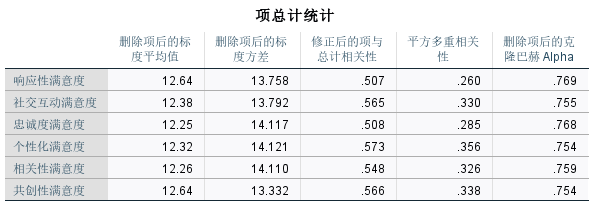 项总计统计
删除项后的标度平均值 删除项后的标度方差 修正后的项与总计相关性 平方多重相关性 删除项后的克隆巴赫 Alpha
响应性满意度 12.64 13.758 .507 .260 .769
社交互动满意度 12.38 13.792 .565 .330 .755
忠诚度满意度 12.25 14.117 .508 .285 .768
个性化满意度 12.32 14.121 .573 .356 .754
相关性满意度 12.26 14.110 .548 .326 .759
共创性满意度 12.64 13.332 .566 .338 .754